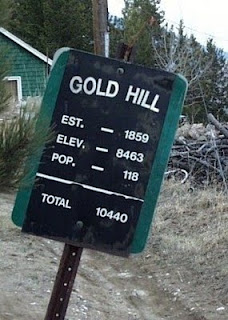 GOLD HILL
EST. — 1859
ELEV. — 8463
POP. — 118
TOTAL 10440